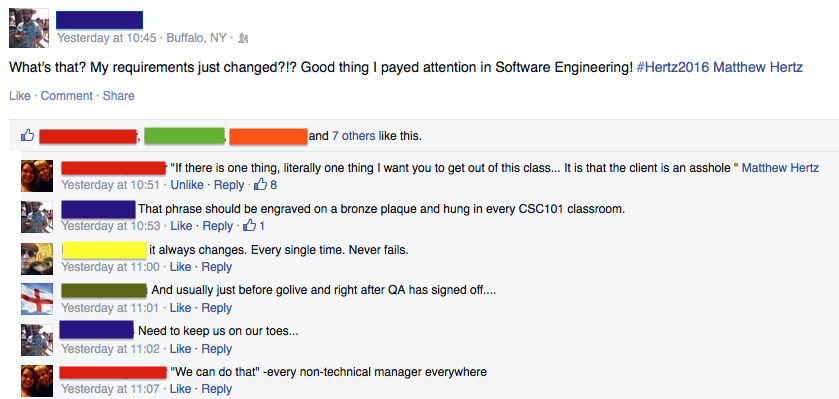 Yesterday at 10:45 · Buffalo, NY ·
What's that? My requirements just changed?!? Good thing I payed attention in Software Engineering! #Hertz2016 Matthew Hertz
Like · Comment · Share
, , and 7 others like this.
"If there is one thing, literally one thing I want you to get out of this class... It is that the client is an asshole " Matthew Hertz
Yesterday at 10:51 · Unlike · Reply · 8
That phrase should be engraved on a bronze plaque and hung in every CSC101 classroom.
Yesterday at 10:53 · Like · Reply · 1
it always changes. Every single time. Never fails.
Yesterday at 11:00 · Like · Reply
And usually just before golive and right after QA has signed off....
Yesterday at 11:01 · Like · Reply
Need to keep us on our toes...
Yesterday at 11:02 · Like · Reply
"We can do that" -every non-technical manager everywhere
Yesterday at 11:07 · Like · Reply